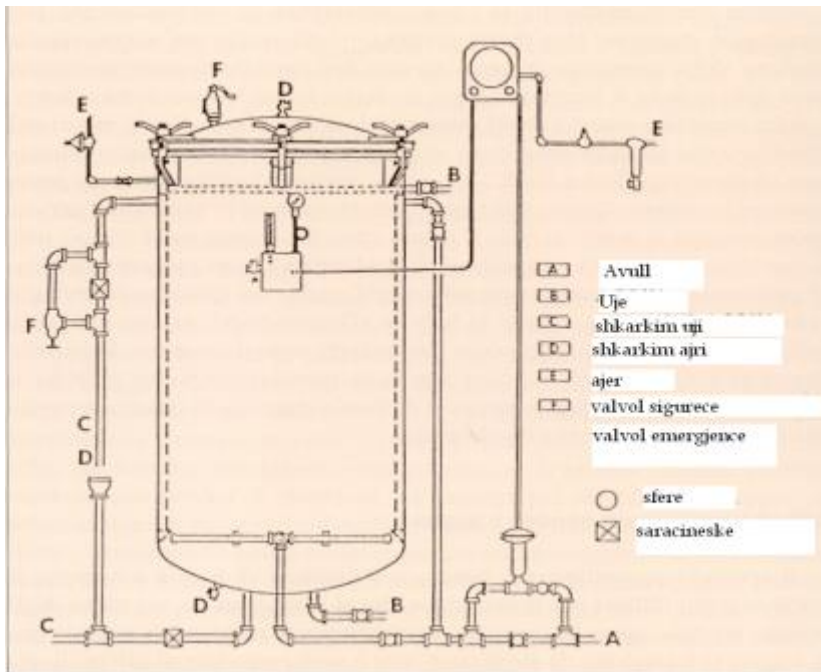 F
D
E
E
B
A Avull
B Uje
C shkarkim uji
D shkarkim ajri
E ajer
F valvol sigurece
valvol emergjence
F
C
D
sfere
saracineske
D
B
C
A